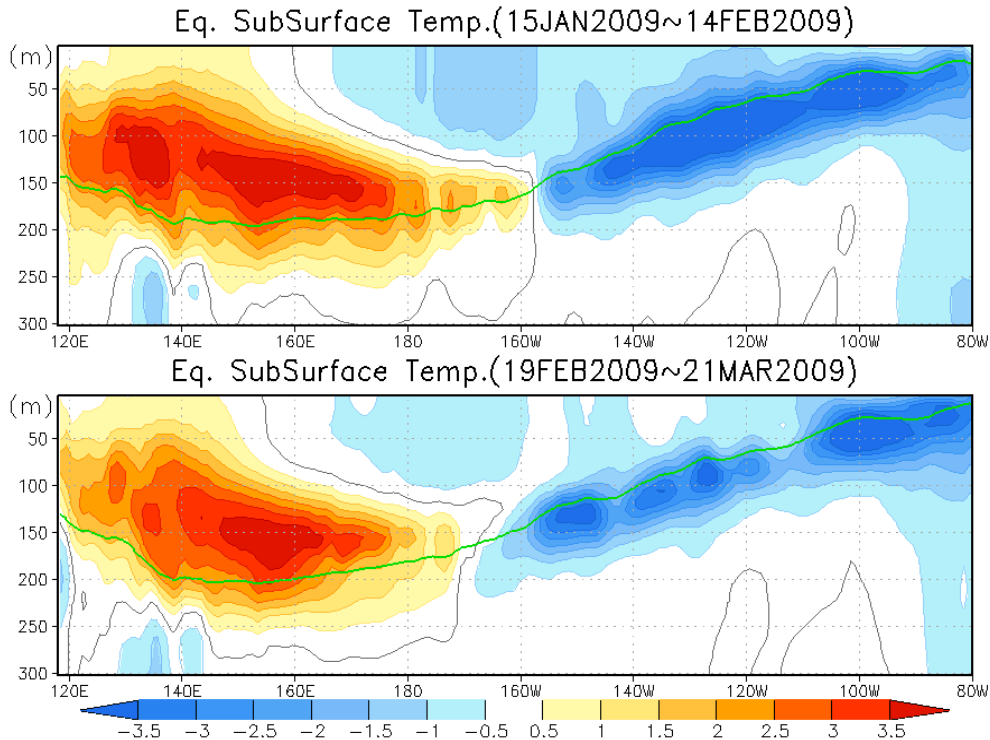 Eq. SubSurface Temp.(15JAN2009~14FEB2009)
(m)
50
100
150
200
250
300
120E 140E 160E 180 160W 140W 120W 100W 80W
Eq. SubSurface Temp.(19FEB2009~21MAR2009)
(m)
50
100
150
200
250
300
120E 140E 160E 180 160W 140W 120W 100W 80W
-3.5 -3 -2.5 -2 -1.5 -1 -0.5 0.5 1 1.5 2 2.5 3 3.5